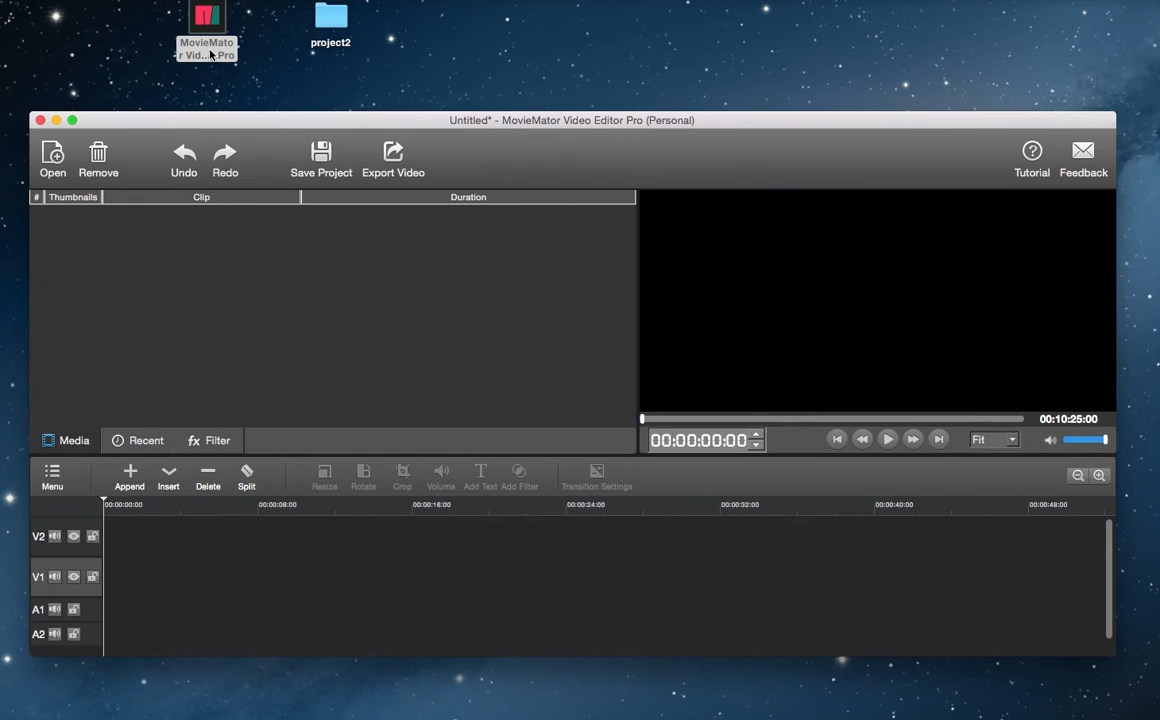 MovieMato
r Vid... Pro
project2
Untitled* - MovieMator Video Editor Pro (Personal)
Open
Remove
Undo
Redo
Save Project
Export Video
Tutorial
Feedback
# Thumbnails Clip Duration
00:10:25:00
Media
Recent
fx Filter
00:00:00:00
Fit
Menu
Append
Insert
Delete
Split
Resize
Rotate
Crop
Volume
Add Text
Add Filter
Transition Settings
00:00:00:00 00:00:08:00 00:00:16:00 00:00:24:00 00:00:32:00 00:00:40:00 00:00:48:00
V2
V1
A1
A2